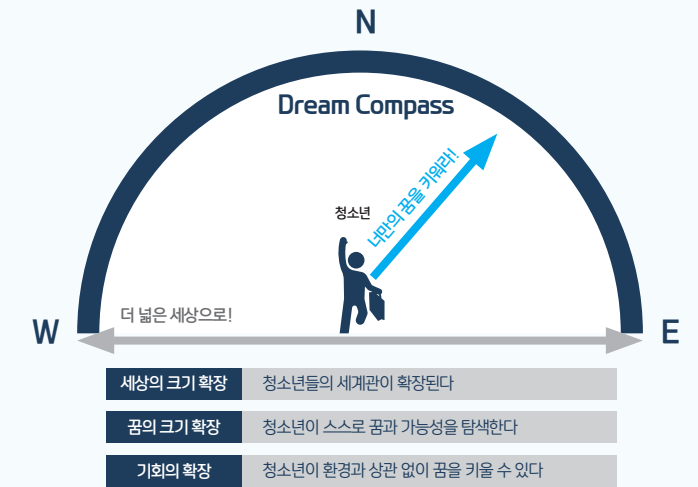 N
Dream Compass
너만의 꿈을 키워라!
청소년
더 넓은 세상으로!
W
E
세상의 크기 확장 청소년들의 세계관이 확장된다
꿈의 크기 확장 청소년이 스스로 꿈과 가능성을 탐색한다
기회의 확장 청소년이 환경과 상관 없이 꿈을 키울 수 있다